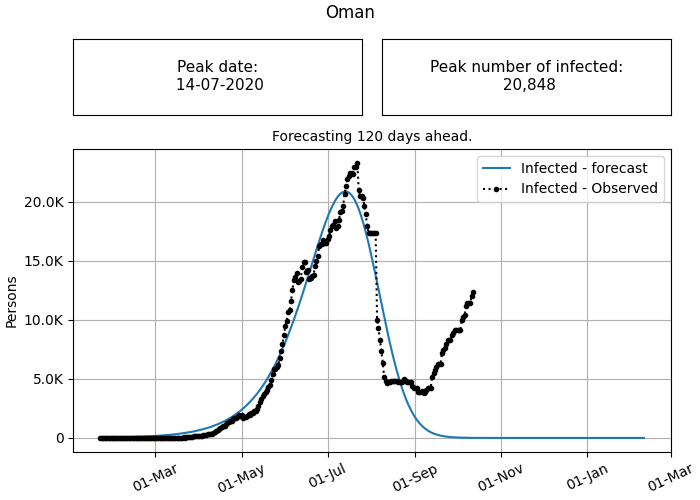 Oman
Peak date:
14-07-2020
Peak number of infected:
20,848
Forecasting 120 days ahead.
Infected - forecast
Infected - Observed
20.0K
15.0K
10.0K
5.0K
0
Persons
01-Mar
01-May
01-Jul
01-Sep
01-Nov
01-Jan
01-Mar